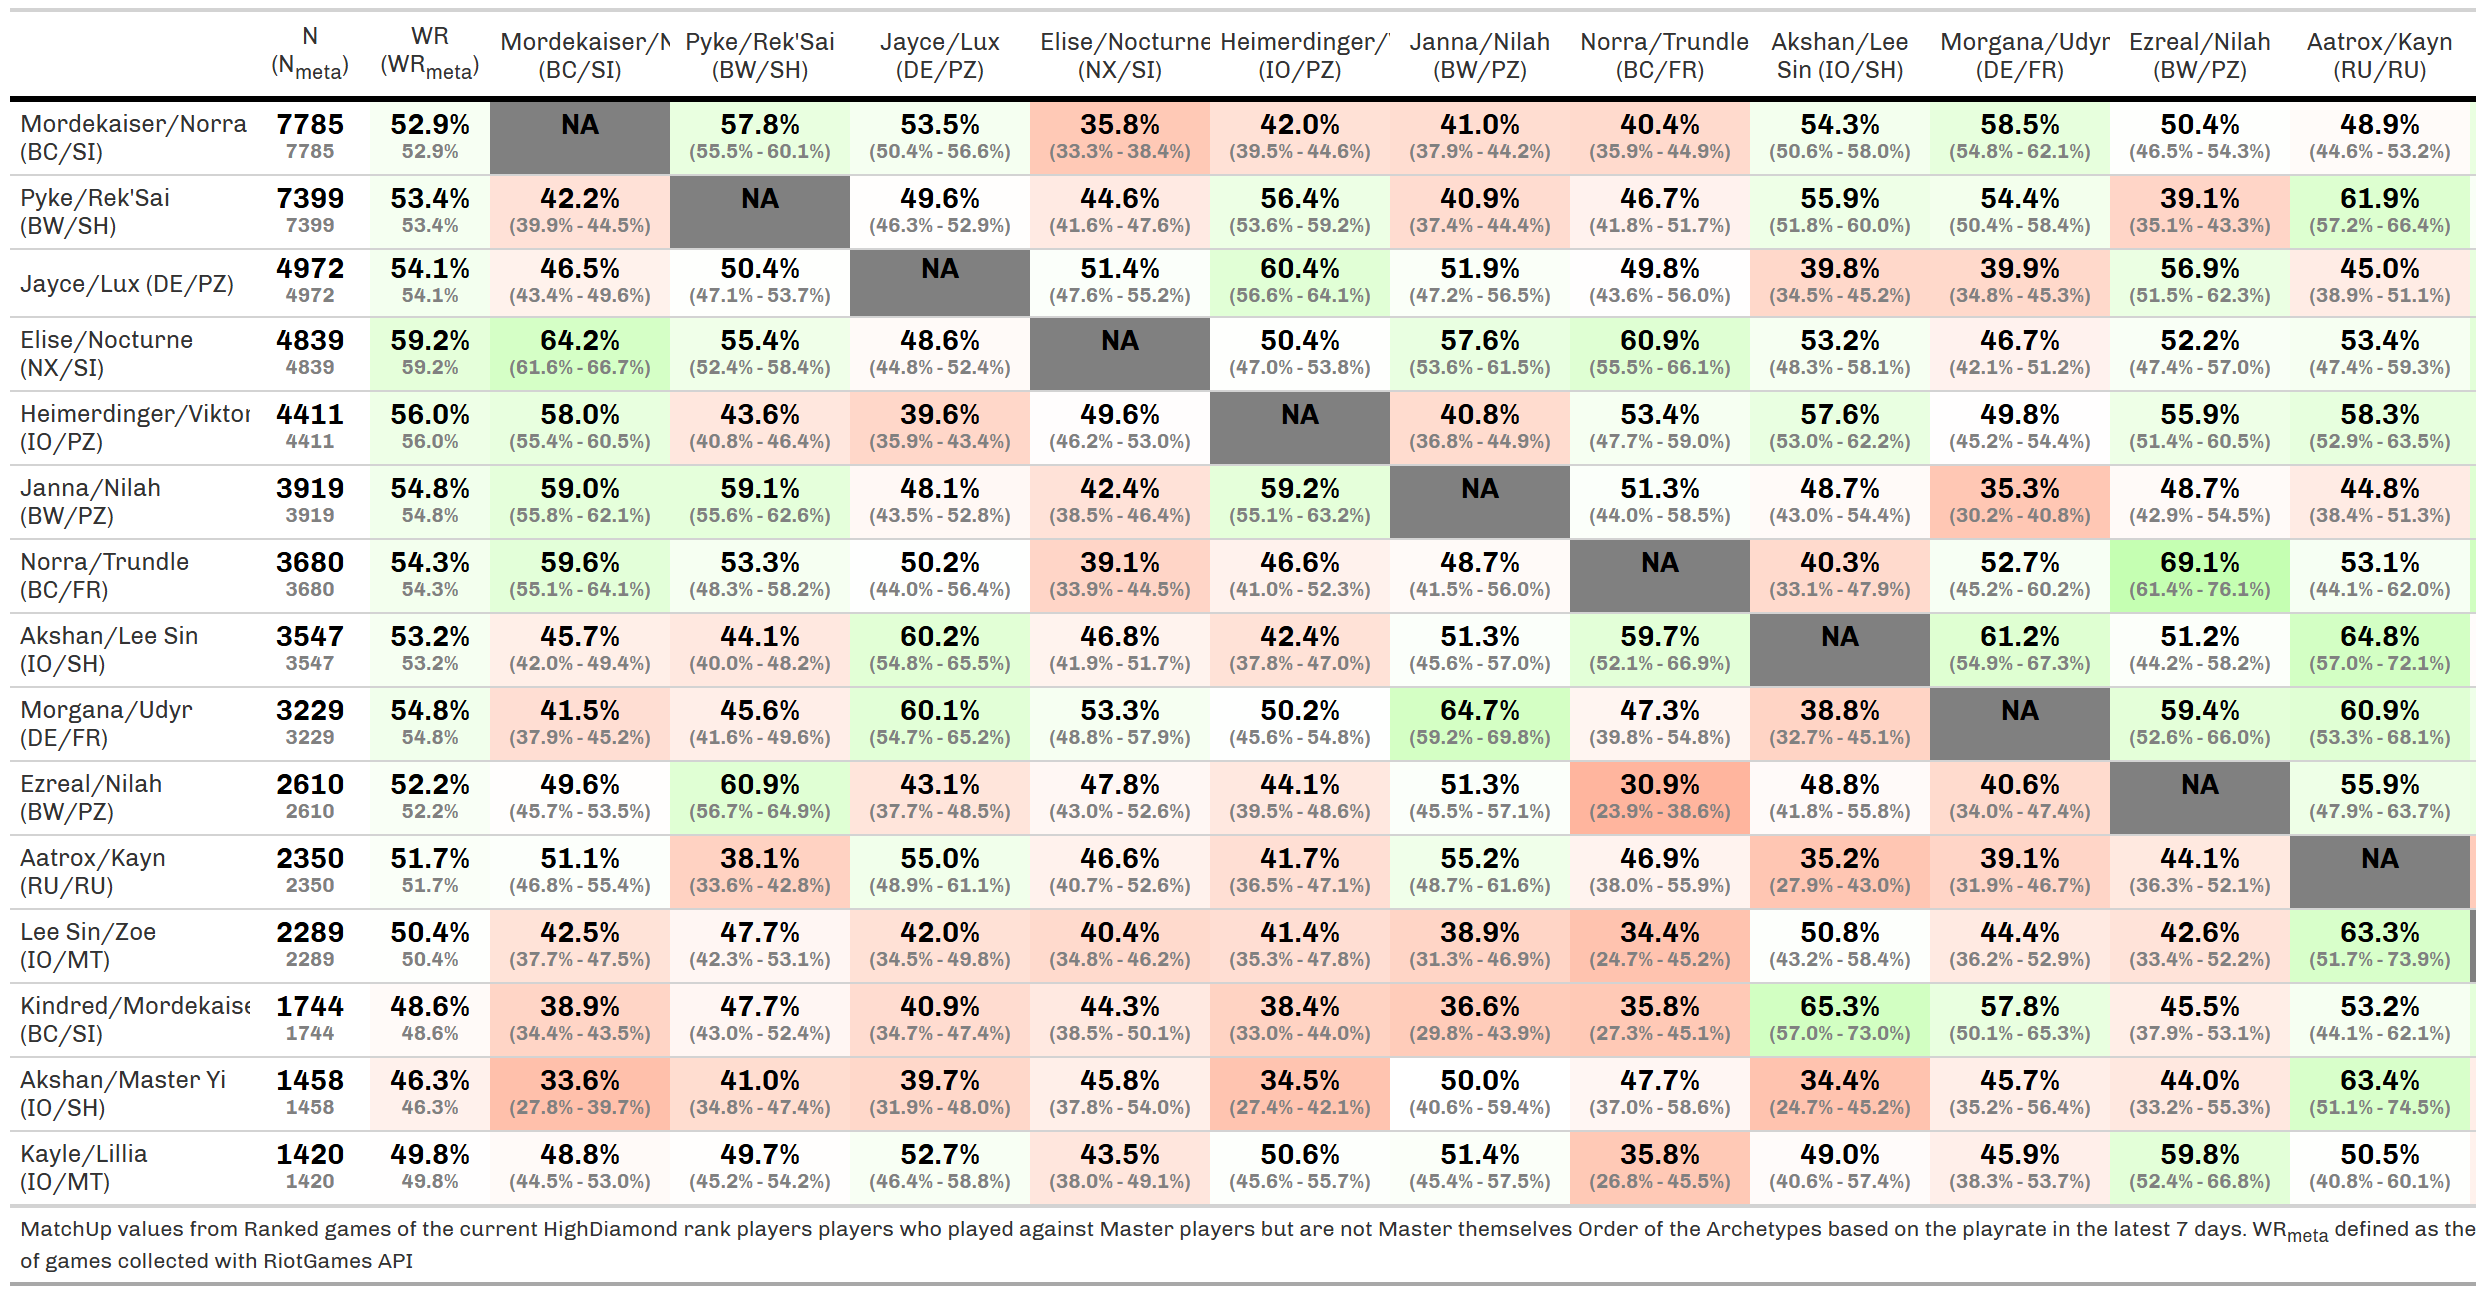 N WR Mordekaiser/N Pyke/Rek'Sai Jayce/Lux Elise/Nocturne Heimerdinger/ Janna/Nilah Norra/Trundle Akshan/Lee Morgana/Udyr Ezreal/Nilah Aatrox/Kayn
(Nmeta) (WRmeta) (BC/SI) (BW/SH) (DE/PZ) (NX/SI) (IO/PZ) (BW/PZ) (BC/FR) Sin (IO/SH) (DE/FR) (BW/PZ) (RU/RU)
Mordekaiser/Norra 7785 52.9% NA 57.8% 53.5% 35.8% 42.0% 41.0% 40.4% 54.3% 58.5% 50.4% 48.9%
(BC/SI) 7785 52.9% (55.5% - 60.1%) (50.4% - 56.6%) (33.3% - 38.4%) (39.5% - 44.6%) (37.9% - 44.2%) (35.9% - 44.9%) (50.6% - 58.0%) (54.8% - 62.1%) (46.5% - 54.3%) (44.6% - 53.2%)
Pyke/Rek'Sai 7399 53.4% 42.2% NA 49.6% 44.6% 56.4% 40.9% 46.7% 55.9% 54.4% 39.1% 61.9%
(BW/SH) 7399 53.4% (39.9% - 44.5%) (46.3% - 52.9%) (41.6% - 47.6%) (53.6% - 59.2%) (37.4% - 44.4%) (41.8% - 51.7%) (51.8% - 60.0%) (50.4% - 58.4%) (35.1% - 43.3%) (57.2% - 66.4%)
Jayce/Lux (DE/PZ) 4972 54.1% 46.5% 50.4% NA 51.4% 60.4% 51.9% 49.8% 39.8% 39.9% 56.9% 45.0%
4972 54.1% (43.4% - 49.6%) (47.1% - 53.7%) (47.6% - 55.2%) (56.6% - 64.1%) (47.2% - 56.5%) (43.6% - 56.0%) (34.5% - 45.2%) (34.8% - 45.3%) (51.5% - 62.3%) (38.9% - 51.1%)
Elise/Nocturne 4839 59.2% 64.2% 55.4% 48.6% NA 50.4% 57.6% 60.9% 53.2% 46.7% 52.2% 53.4%
(NX/SI) 4839 59.2% (61.6% - 66.7%) (52.4% - 58.4%) (44.8% - 52.4%) (47.0% - 53.8%) (53.6% - 61.5%) (55.5% - 66.1%) (48.3% - 58.1%) (42.1% - 51.2%) (47.4% - 57.0%) (47.4% - 59.3%)
Heimerdinger/Viktor 4411 56.0% 58.0% 43.6% 39.6% 49.6% NA 40.8% 53.4% 57.6% 49.8% 55.9% 58.3%
(IO/PZ) 4411 56.0% (55.4% - 60.5%) (40.8% - 46.4%) (35.9% - 43.4%) (46.2% - 53.0%) (36.8% - 44.9%) (47.7% - 59.0%) (53.0% - 62.2%) (45.2% - 54.4%) (51.4% - 60.5%) (52.9% - 63.5%)
Janna/Nilah 3919 54.8% 59.0% 59.1% 48.1% 42.4% 59.2% NA 51.3% 48.7% 35.3% 48.7% 44.8%
(BW/PZ) 3919 54.8% (55.8% - 62.1%) (55.6% - 62.6%) (43.5% - 52.8%) (38.5% - 46.4%) (55.1% - 63.2%) (44.0% - 58.5%) (43.0% - 54.4%) (30.2% - 40.8%) (42.9% - 54.5%) (38.4% - 51.3%)
Norra/Trundle 3680 54.3% 59.6% 53.3% 50.2% 39.1% 46.6% 48.7% NA 40.3% 52.7% 69.1% 53.1%
(BC/FR) 3680 54.3% (55.1% - 64.1%) (48.3% - 58.2%) (44.0% - 56.4%) (33.9% - 44.5%) (41.0% - 52.3%) (41.5% - 56.0%) (33.1% - 47.9%) (45.2% - 60.2%) (61.4% - 76.1%) (44.1% - 62.0%)
Akshan/Lee Sin 3547 53.2% 45.7% 44.1% 60.2% 46.8% 42.4% 51.3% 59.7% NA 61.2% 51.2% 64.8%
(IO/SH) 3547 53.2% (42.0% - 49.4%) (40.0% - 48.2%) (54.8% - 65.5%) (41.9% - 51.7%) (37.8% - 47.0%) (45.6% - 57.0%) (52.1% - 66.9%) (54.9% - 67.3%) (44.2% - 58.2%) (57.0% - 72.1%)
Morgana/Udyr 3229 54.8% 41.5% 45.6% 60.1% 53.3% 50.2% 64.7% 47.3% 38.8% NA 59.4% 60.9%
(DE/FR) 3229 54.8% (37.9% - 45.2%) (41.6% - 49.6%) (54.7% - 65.2%) (48.8% - 57.9%) (45.6% - 54.8%) (59.2% - 69.8%) (39.8% - 54.8%) (32.7% - 45.1%) (52.6% - 66.0%) (53.3% - 68.1%)
Ezreal/Nilah 2610 52.2% 49.6% 60.9% 43.1% 47.8% 44.1% 51.3% 30.9% 48.8% 40.6% NA 55.9%
(BW/PZ) 2610 52.2% (45.7% - 53.5%) (56.7% - 64.9%) (37.7% - 48.5%) (43.0% - 52.6%) (39.5% - 48.6%) (45.5% - 57.1%) (23.9% - 38.6%) (41.8% - 55.8%) (34.0% - 47.4%) (47.9% - 63.7%)
Aatrox/Kayn 2350 51.7% 51.1% 38.1% 55.0% 46.6% 41.7% 55.2% 46.9% 35.2% 39.1% 44.1% NA
(RU/RU) 2350 51.7% (46.8% - 55.4%) (33.6% - 42.8%) (48.9% - 61.1%) (40.7% - 52.6%) (36.5% - 47.1%) (48.7% - 61.6%) (38.0% - 55.9%) (27.9% - 43.0%) (31.9% - 46.7%) (36.3% - 52.1%)
Lee Sin/Zoe 2289 50.4% 42.5% 47.7% 42.0% 40.4% 41.4% 38.9% 34.4% 50.8% 44.4% 42.6% 63.3%
(IO/MT) 2289 50.4% (37.7% - 47.5%) (42.3% - 53.1%) (34.5% - 49.8%) (34.8% - 46.2%) (35.3% - 47.8%) (31.3% - 46.9%) (24.7% - 45.2%) (43.2% - 58.4%) (36.2% - 52.9%) (33.4% - 52.2%) (51.7% - 73.9%)
Kindred/Mordekaise 1744 48.6% 38.9% 47.7% 40.9% 44.3% 38.4% 36.6% 35.8% 65.3% 57.8% 45.5% 53.2%
(BC/SI) 1744 48.6% (34.4% - 43.5%) (43.0% - 52.4%) (34.7% - 47.4%) (38.5% - 50.1%) (33.0% - 44.0%) (29.8% - 43.9%) (27.3% - 45.1%) (57.0% - 73.0%) (50.1% - 65.3%) (37.9% - 53.1%) (44.1% - 62.1%)
Akshan/Master Yi 1458 46.3% 33.6% 41.0% 39.7% 45.8% 34.5% 50.0% 47.7% 34.4% 45.7% 44.0% 63.4%
(IO/SH) 1458 46.3% (27.8% - 39.7%) (34.8% - 47.4%) (31.9% - 48.0%) (37.8% - 54.0%) (27.4% - 42.1%) (40.6% - 59.4%) (37.0% - 58.6%) (24.7% - 45.2%) (35.2% - 56.4%) (33.2% - 55.3%) (51.1% - 74.5%)
Kayle/Lillia 1420 49.8% 48.8% 49.7% 52.7% 43.5% 50.6% 51.4% 35.8% 49.0% 45.9% 59.8% 50.5%
(IO/MT) 1420 49.8% (44.5% - 53.0%) (45.2% - 54.2%) (46.4% - 58.8%) (38.0% - 49.1%) (45.6% - 55.7%) (45.4% - 57.5%) (26.8% - 45.5%) (40.6% - 57.4%) (38.3% - 53.7%) (52.4% - 66.8%) (40.8% - 60.1%)
MatchUp values from Ranked games of the current HighDiamond rank players players who played against Master players but are not Master themselves Order of the Archetypes based on the playrate in the latest 7 days. WRmeta defined as the
of games collected with RiotGames API